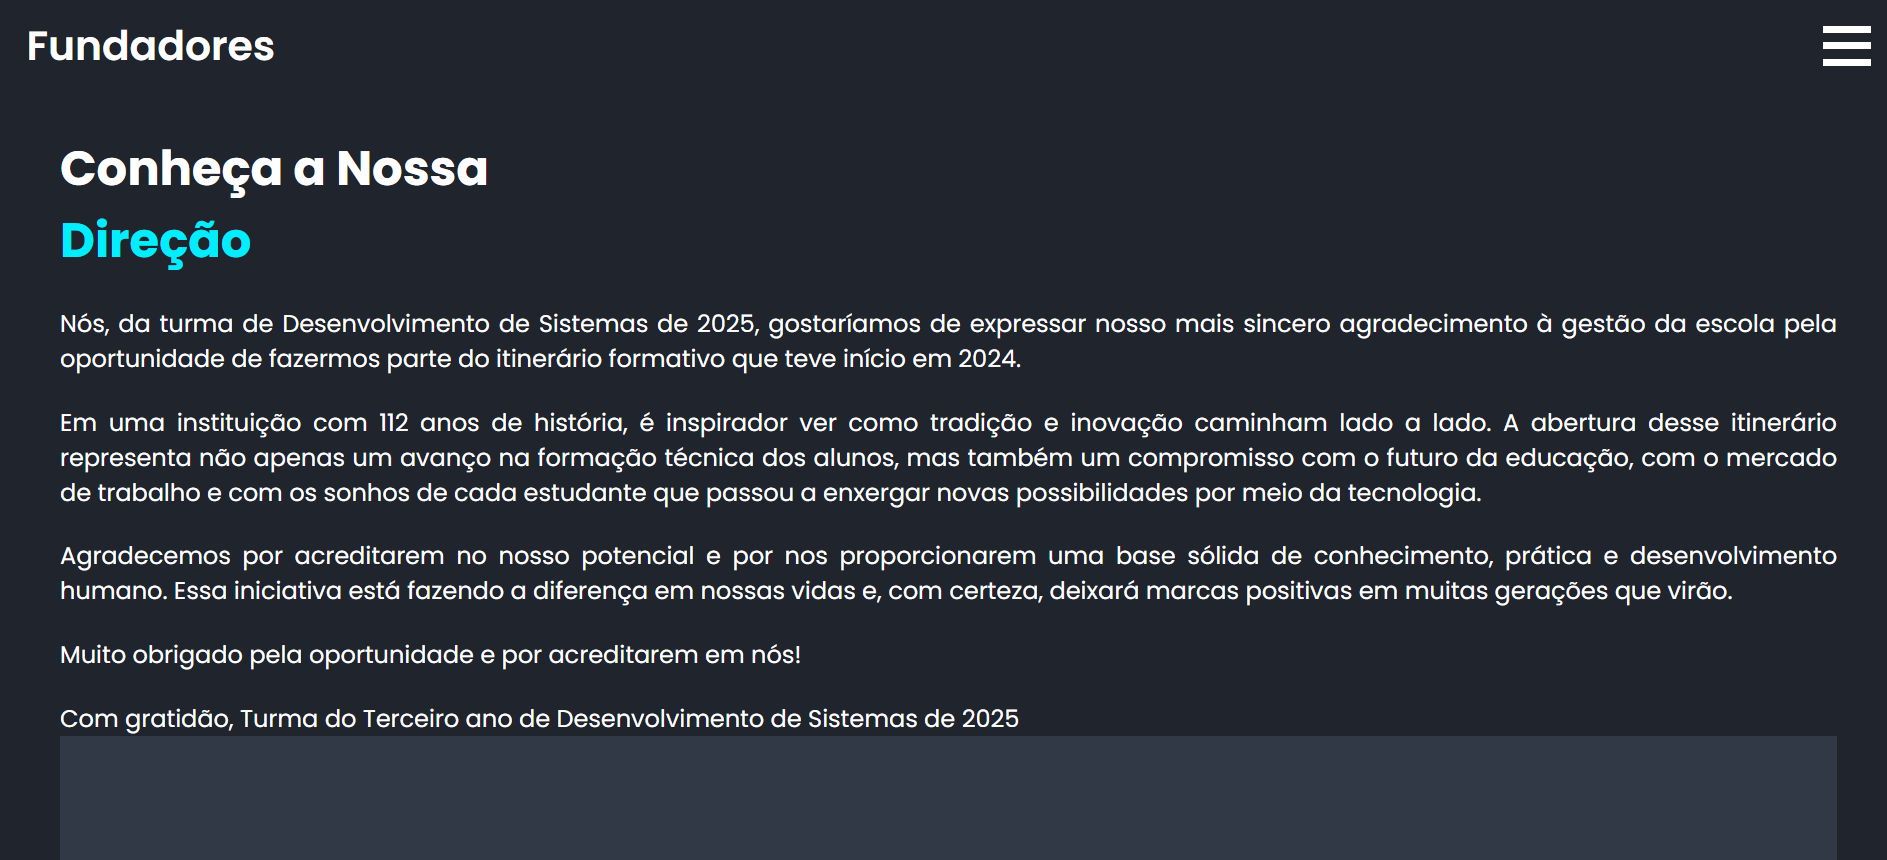 Fundadores
Conheça a Nossa
Direção
Nós, da turma de Desenvolvimento de Sistemas de 2025, gostaríamos de expressar nosso mais sincero agradecimento à gestão da escola pela
oportunidade de fazermos parte do itinerário formativo que teve início em 2024.
Em uma instituição com 112 anos de história, é inspirador ver como tradição e inovação caminham lado a lado. A abertura desse itinerário
representa não apenas um avanço na formação técnica dos alunos, mas também um compromisso com o futuro da educação, com o mercado
de trabalho e com os sonhos de cada estudante que passou a enxergar novas possibilidades por meio da tecnologia.
Agradecemos por acreditarem no nosso potencial e por nos proporcionarem uma base sólida de conhecimento, prática e desenvolvimento
humano. Essa iniciativa está fazendo a diferença em nossas vidas e, com certeza, deixará marcas positivas em muitas gerações que virão.
Muito obrigado pela oportunidade e por acreditarem em nós!
Com gratidão, Turma do Terceiro ano de Desenvolvimento de Sistemas de 2025